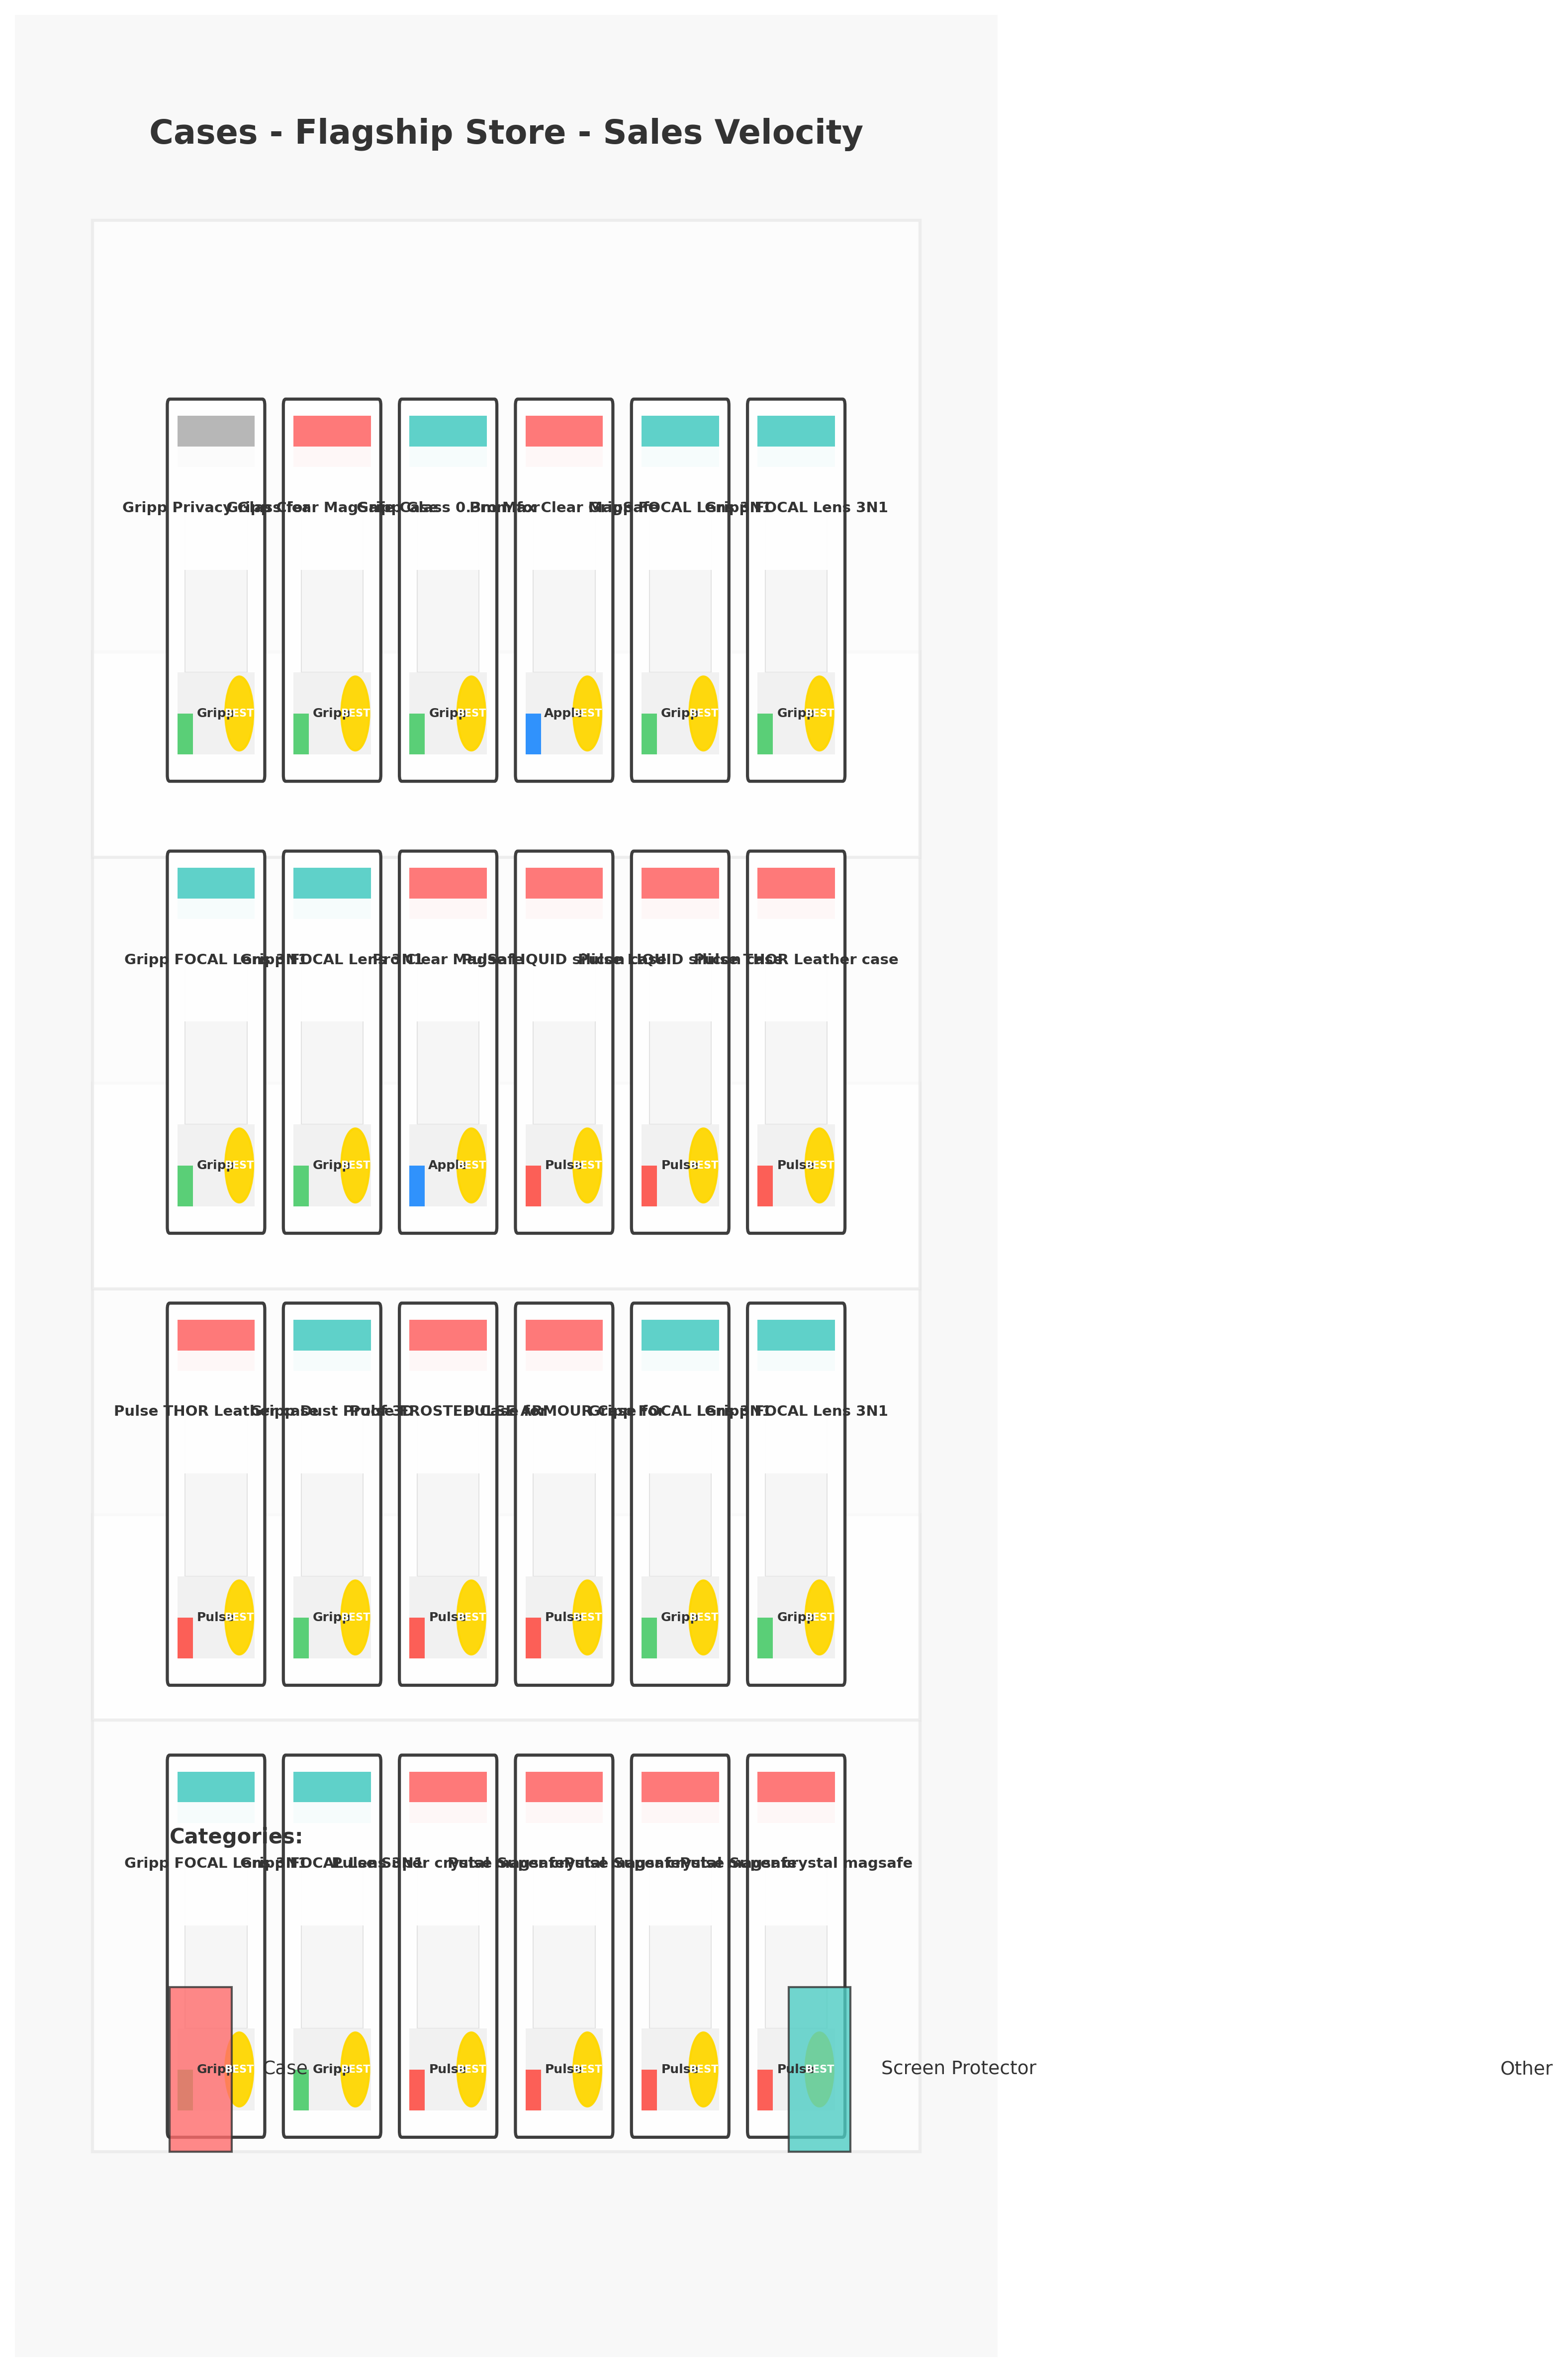 Cases - Flagship Store - Sales Velocity
Gripp Privacy Glass for Gripp Clear MagSafe Case Gripp Glass 0.3mm for Pro Max Clear MagSafe Gripp FOCAL Lens 3N1 Gripp FOCAL Lens 3N1
Gripp BEST Gripp BEST Gripp BEST Apple BEST Gripp BEST Gripp BEST
Gripp FOCAL Lens 3N1 Gripp FOCAL Lens 3N1 Pro Clear MagSafe Pulse LIQUID silicon case Pulse LIQUID silicon case Pulse THOR Leather case
Gripp BEST Gripp BEST Apple BEST Pulse BEST Pulse BEST Pulse BEST
Pulse THOR Leather case Gripp Dust Proof 3D Pulse FROSTED Case for PULSE ARMOUR Case for Gripp FOCAL Lens 3N1 Gripp FOCAL Lens 3N1
Pulse BEST Gripp BEST Pulse BEST Pulse BEST Gripp BEST Gripp BEST
Categories:
Gripp FOCAL Lens 3N1 Gripp FOCAL Lens 3N1 Pulse Super crystal magsafe Pulse Super crystal magsafe Pulse Super crystal magsafe Pulse Super crystal magsafe
Gripp BEST Case Gripp BEST Pulse BEST Pulse BEST Pulse BEST Pulse BEST Screen Protector Other